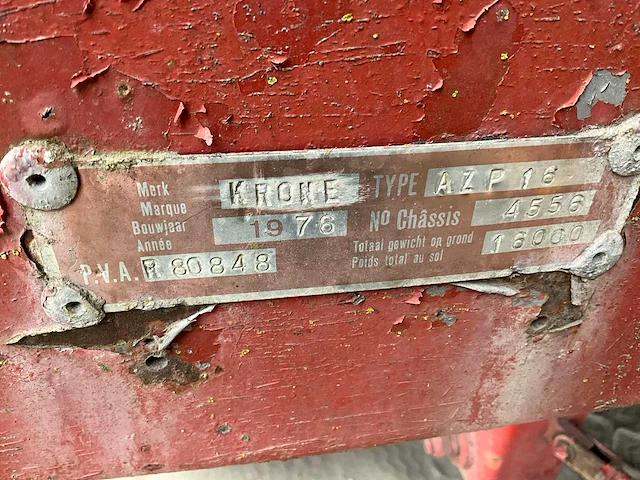 Merk
Marque KRONE TYPE AZP 16
Bouwjaar
Année 1976 No Châssis 4556
P.V.A. R 80848 Totaal gewicht op grond
Poids total au sol 16000